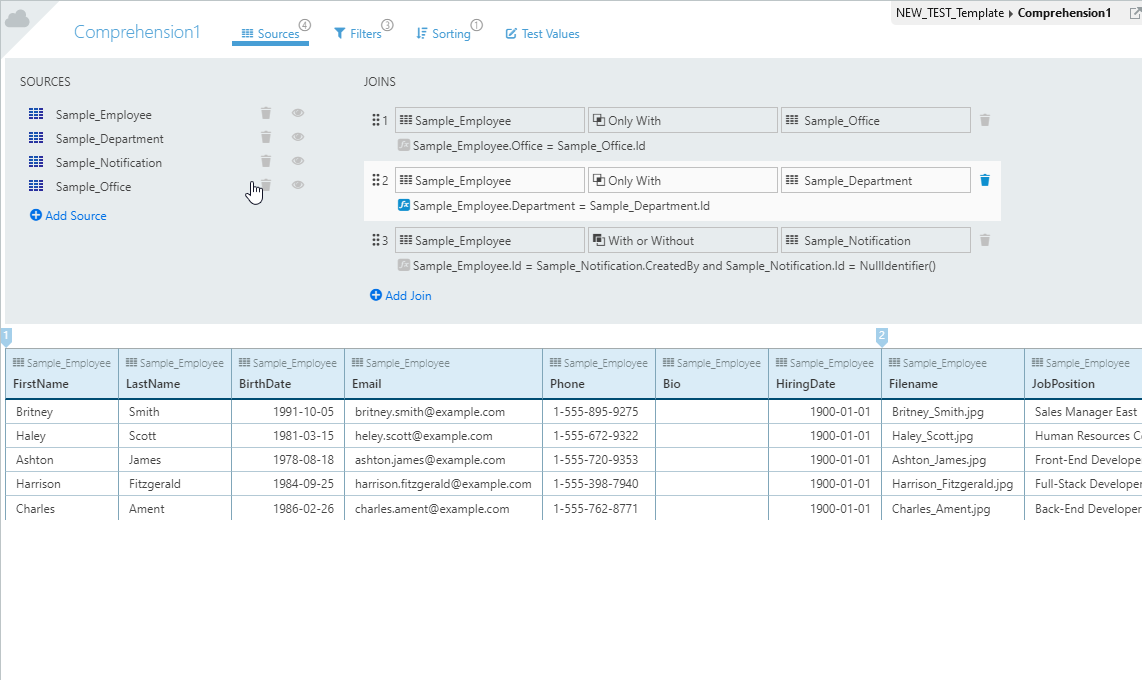 NEW_TEST_Template Comprehension1
Comprehension1 Sources 4 Filters 3 Sorting 1 Test Values
SOURCES
Sample_Employee
Sample_Department
Sample_Notification
Sample_Office
Add Source
JOINS
1 Sample_Employee Only With Sample_Office
fx Sample_Employee.Office = Sample_Office.Id
2 Sample_Employee Only With Sample_Department
fx Sample_Employee.Department = Sample_Department.Id
3 Sample_Employee With or Without Sample_Notification
fx Sample_Employee.Id = Sample_Notification.CreatedBy and Sample_Notification.Id = NullIdentifier()
Add Join
1 2
Sample_Employee Sample_Employee Sample_Employee Sample_Employee Sample_Employee Sample_Employee Sample_Employee Sample_Employee Sample_Employee
FirstName LastName BirthDate Email Phone Bio HiringDate Filename JobPosition
Britney Smith 1991-10-05 britney.smith@example.com 1-555-895-9275 1900-01-01 Britney_Smith.jpg Sales Manager East
Haley Scott 1981-03-15 heley.scott@example.com 1-555-672-9322 1900-01-01 Haley_Scott.jpg Human Resources C
Ashton James 1978-08-18 ashton.james@example.com 1-555-720-9353 1900-01-01 Ashton_James.jpg Front-End Develope
Harrison Fitzgerald 1984-09-25 harrison.fitzgerald@example.com 1-555-398-7940 1900-01-01 Harrison_Fitzgerald.jpg Full-Stack Developer
Charles Ament 1986-02-26 charles.ament@example.com 1-555-762-8771 1900-01-01 Charles_Ament.jpg Back-End Developer